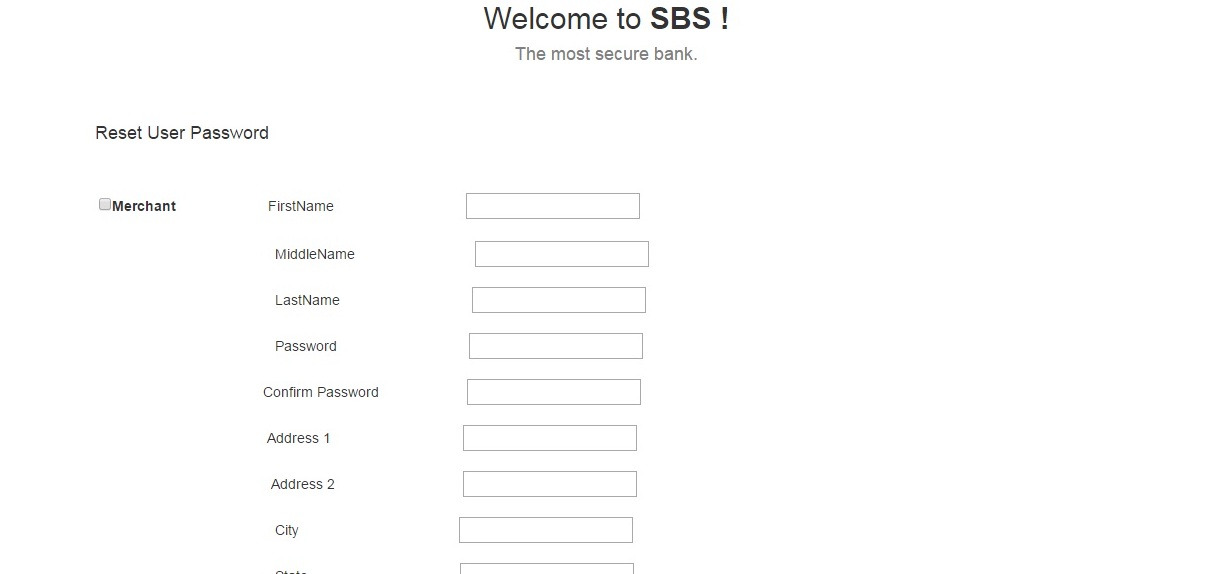 Welcome to SBS !
The most secure bank.
Reset User Password
Merchant FirstName
MiddleName
LastName
Password
Confirm Password
Address 1
Address 2
City
State